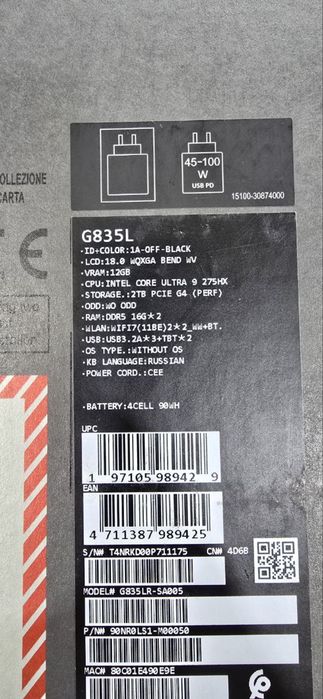 OLLEZIONE
CARTA
45-100
W
USB PD
15100-30874000
CE
G835L
·ID+COLOR:1A-OFF-BLACK
·LCD:18.0 WQXGA BEND WV
·VRAM:12GB
·CPU:INTEL CORE ULTRA 9 275HX
·STORAGE.:2TB PCIE G4 (PERF)
·ODD:WO ODD
·RAM:DDR5 16G*2
·WLAN:WIFI7(11BE)2*2_WW+BT.
·USB:USB3.2A*3+TBT*2
·OS TYPE.:WITHOUT OS
·KB LANGUAGE:RUSSIAN
·POWER CORD.:CEE
·BATTERY:4CELL 90WH
UPC
1 97105 98942 9
EAN
4 711387 989425
S/N# T4NRKD00P711175 CN# 4D6B
MODEL# G835LR-SA005
P/N# 90NR0LS1-M00050
MAC# 80C01E490E9E